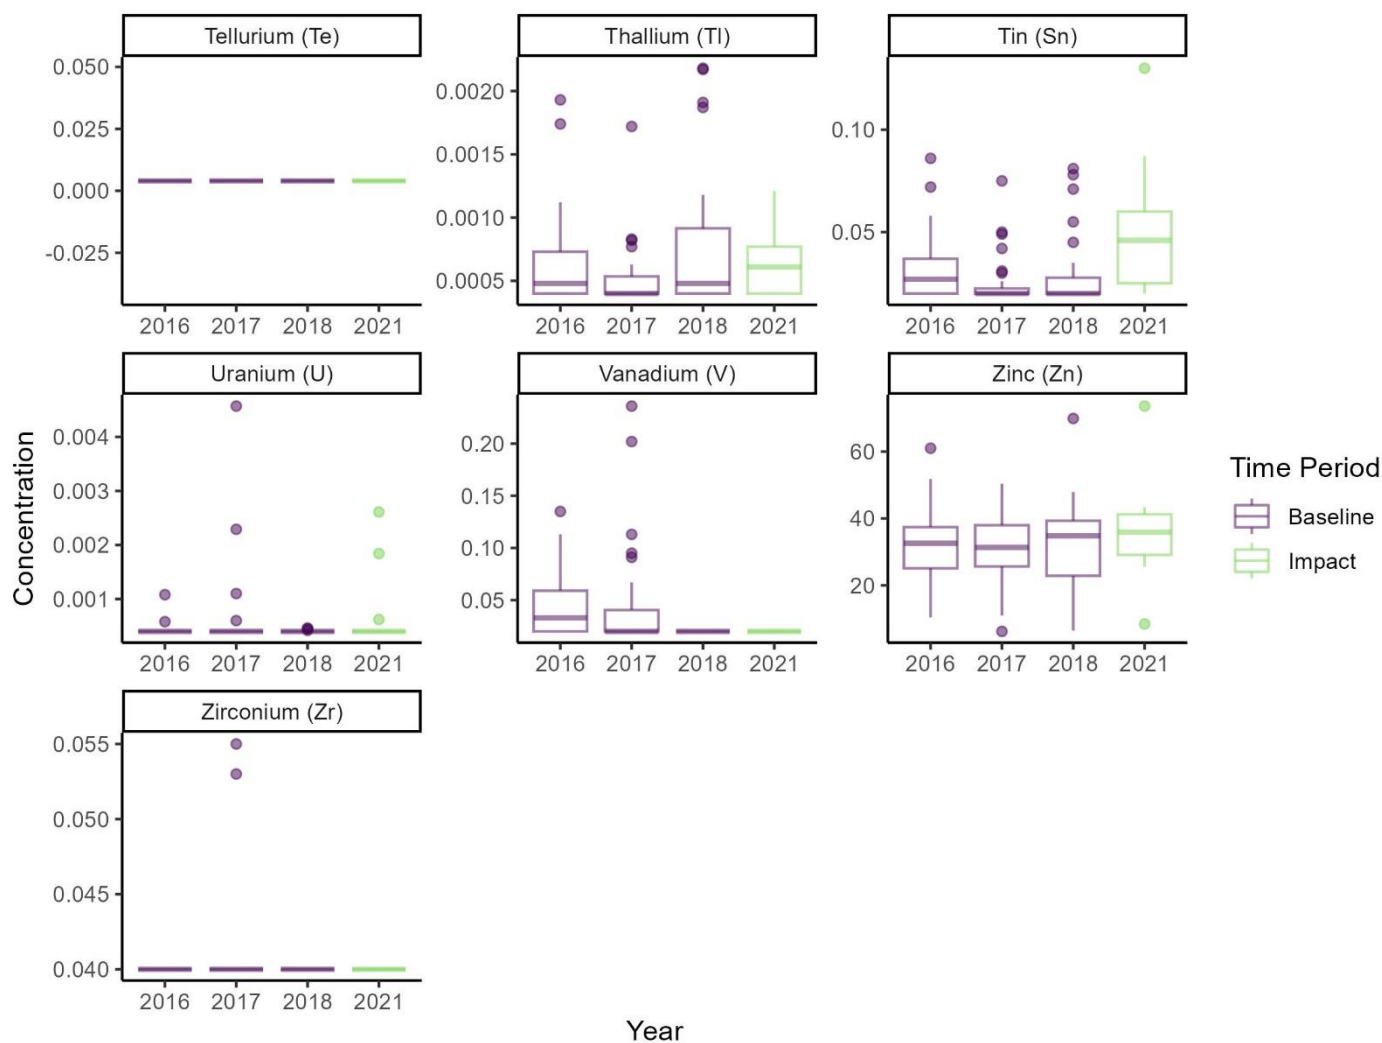 Tellurium (Te)
Thallium (Tl)
Tin (Sn)
0.050
0.025
0.000
-0.025
0.0020
0.0015
0.0010
0.0005
0.10
0.05
2016 2017 2018 2021
2016 2017 2018 2021
2016 2017 2018 2021
Uranium (U)
Vanadium (V)
Zinc (Zn)
0.004
0.003
0.002
0.001
0.20
0.15
0.10
0.05
60
40
20
2016 2017 2018 2021
2016 2017 2018 2021
2016 2017 2018 2021
Zirconium (Zr)
0.055
0.050
0.045
0.040
2016 2017 2018 2021
Concentration
Year
Time Period
Baseline
Impact